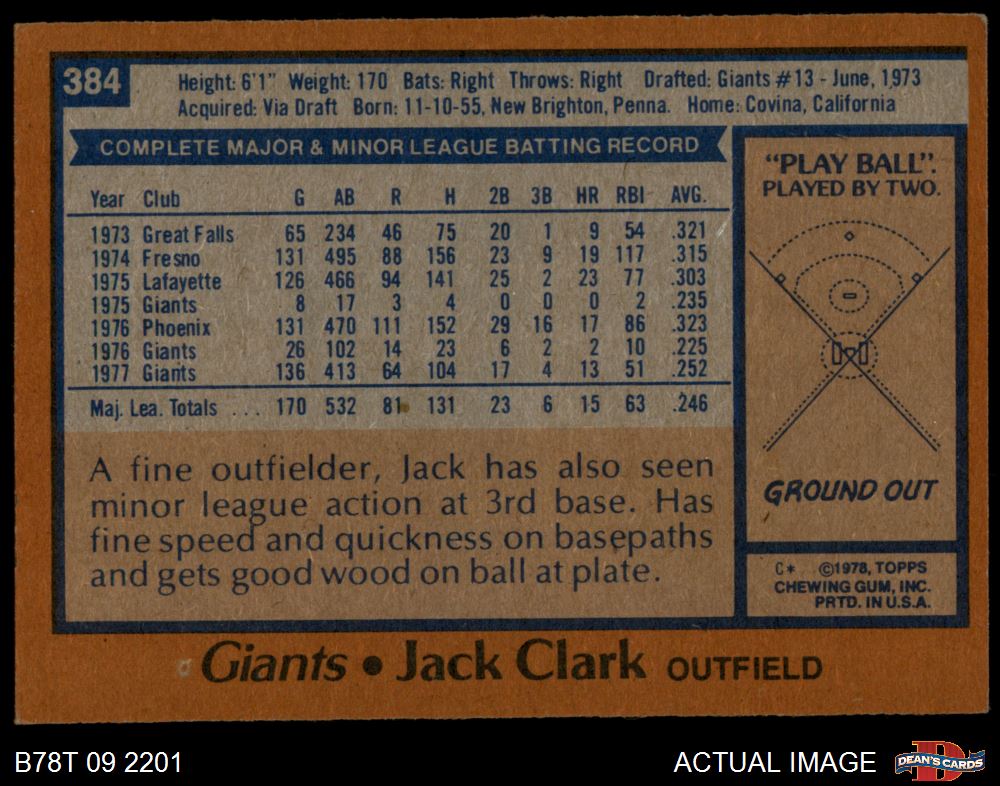 384
Height: 6'1" Weight: 170 Bats: Right Throws: Right Drafted: Giants #13 - June, 1973
Acquired: Via Draft Born: 11-10-55, New Brighton, Penna. Home: Covina, California
COMPLETE MAJOR & MINOR LEAGUE BATTING RECORD
Year Club G AB R H 2B 3B HR RBI AVG.
1973 Great Falls 65 234 46 75 20 1 9 54 .321
1974 Fresno 131 495 88 156 23 9 19 117 .315
1975 Lafayette 126 466 94 141 25 2 23 77 .303
1975 Giants 8 17 3 4 0 0 0 2 .235
1976 Phoenix 131 470 111 152 29 16 17 86 .323
1976 Giants 26 102 14 23 6 2 2 10 .225
1977 Giants 136 413 64 104 17 4 13 51 .252
Maj. Lea. Totals ... 170 532 81 131 23 6 15 63 .246
A fine outfielder, Jack has also seen
minor league action at 3rd base. Has
fine speed and quickness on basepaths
and gets good wood on ball at plate.
"PLAY BALL".
PLAYED BY TWO.
GROUND OUT
C* ©1978, TOPPS
CHEWING GUM, INC.
PRTD. IN U.S.A.
Giants • Jack Clark OUTFIELD
B78T 09 2201
ACTUAL IMAGE
D
DEAN'S CARDS